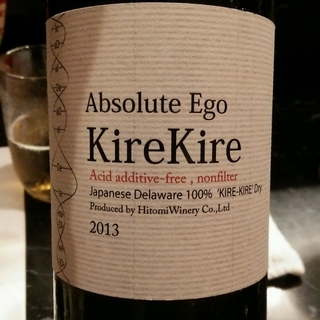 Absolute Ego
KireKire
Acid additive-free , nonfilter
Japanese Delaware 100% 'KIRE-KIRE' Dry
Produced by HitomiWinery Co.,Ltd
2013